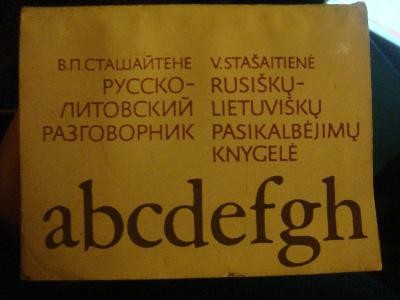 В.П.СТАШАЙТЕНЕ
РУССКО-
ЛИТОВСКИЙ
РАЗГОВОРНИК
V.STAŠAITIENĖ
RUSIŠKŲ-
LIETUVIŠKŲ
PASIKALBĖJIMŲ
KNYGELĖ
abcdefgh